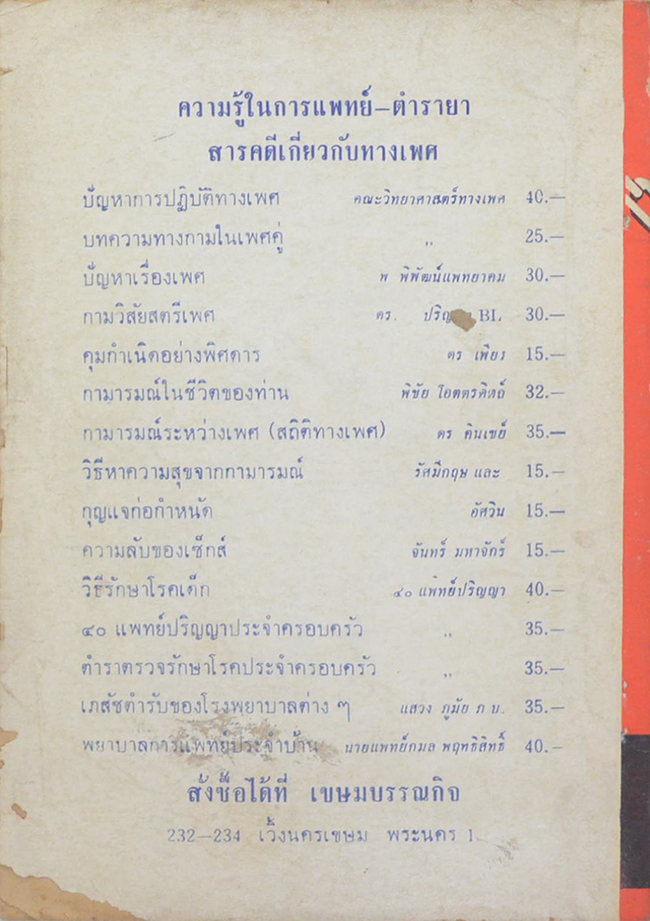 ความรู้ในการแพทย์–ตำรายา
สารคดีเกี่ยวกับทางเพศ
ปัญหาการปฏิบัติทางเพศ คณะวิทยาศาสตร์ทางเพศ 40.—
บทความทางกามในเพศคู่ ,, 25.—
ปัญหาเรื่องเพศ พ พิพัฒน์แพทยาคม 30.—
กามวิสัยสตรีเพศ ดร. BL 30.—
คุมกำเนิดอย่างพิศดาร ดร เพียง 15.—
กามารมณ์ในชีวิตของท่าน พิชัย โอตตรดิทถ์ 32.—
กามารมณ์ระหว่างเพศ (สถิติทางเพศ) ดร คินเซย์ 35.—
วิธีหาความสุขจากกามารมณ์ รัศมีกฤษ และ 15.—
กุญแจก่อกำหนัด อัศวิน 15.—
ความลับของเซ็กส์ จันทร์ มหาจักร์ 15.—
วิธีรักษาโรคเด็ก ๔๐ แพทย์ปริญญา 40.—
๔๐ แพทย์ปริญญาประจำครอบครัว ,, 35.—
ตำราตรวจรักษาโรคประจำครอบครัว ,, 35.—
เภสัชตำรับของโรงพยาบาลต่าง ๆ แสวง ภูมัย ภ บ. 35.—
พยาบาลการแพทย์ประจำบ้าน นายแพทย์กมล พฤทธิสิทธิ์ 40.—
สั่งซื้อได้ที่ เขษมบรรณกิจ
232—234 เวิ้งนครเขษม พระนคร 1